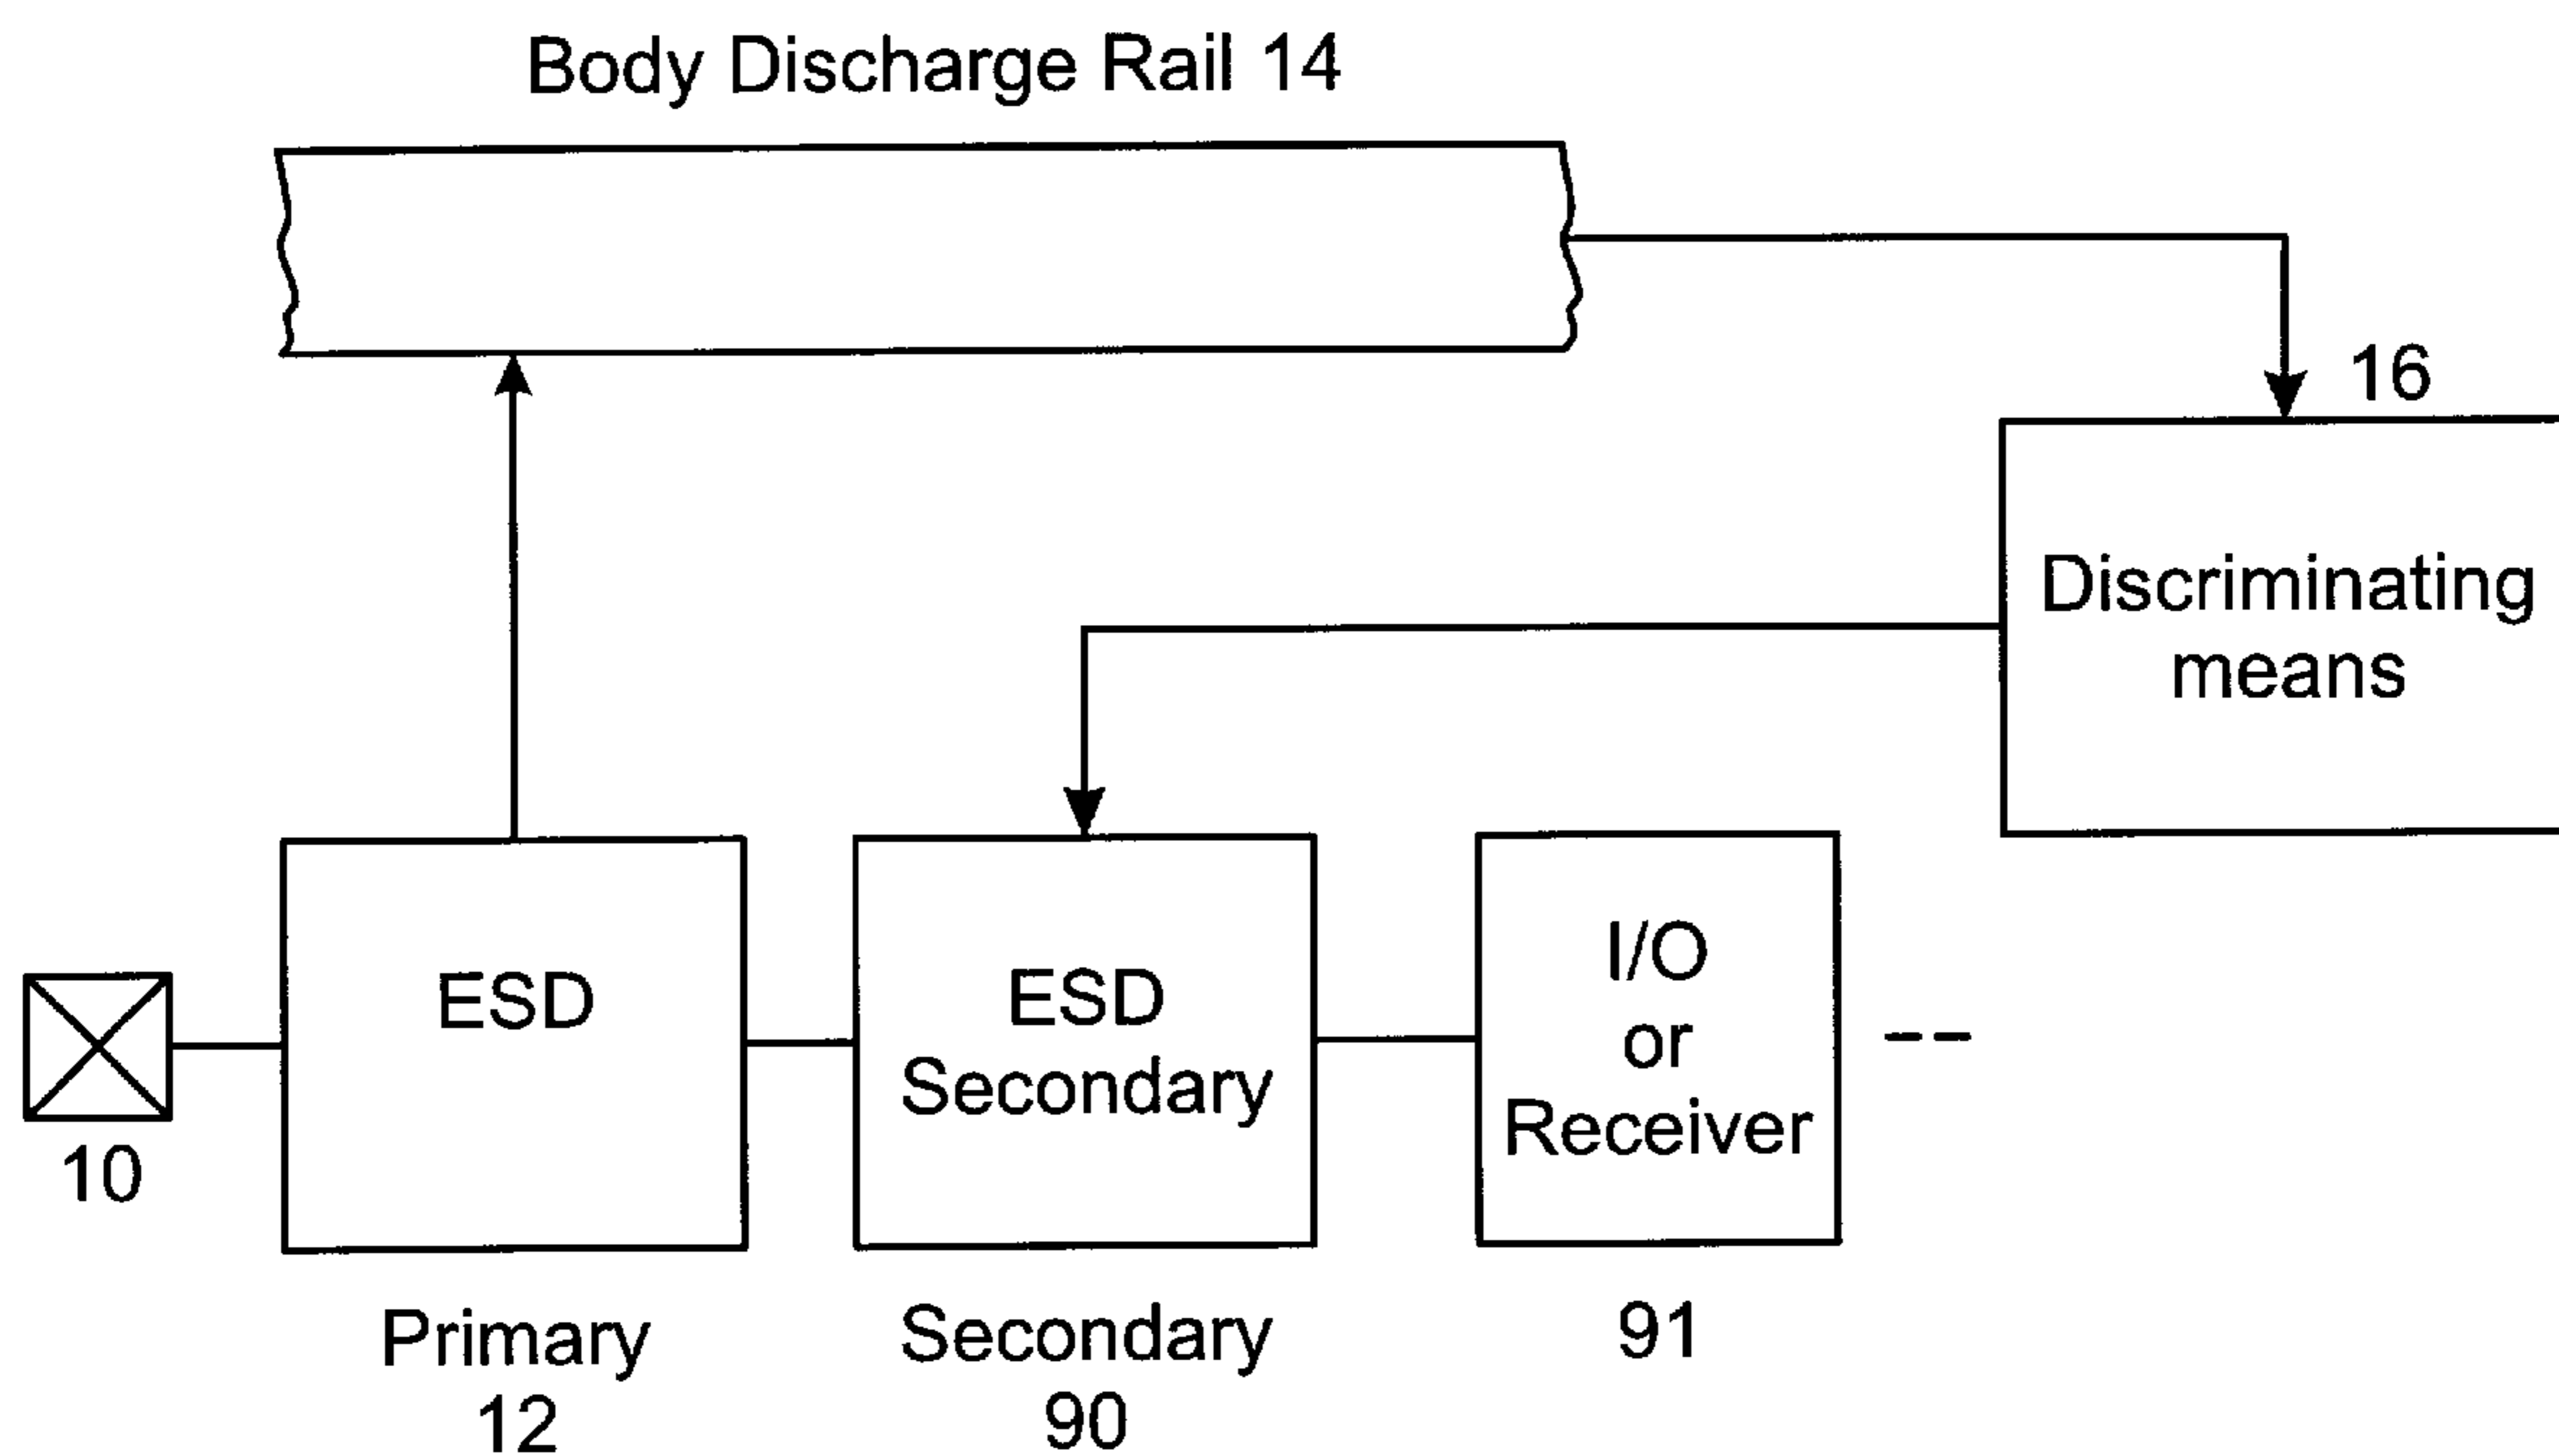 Body Discharge Rail 14
16
Discriminating
means
ESD
ESD
Secondary
I/O
or
Receiver
--
10
Primary
12
Secondary
90
91